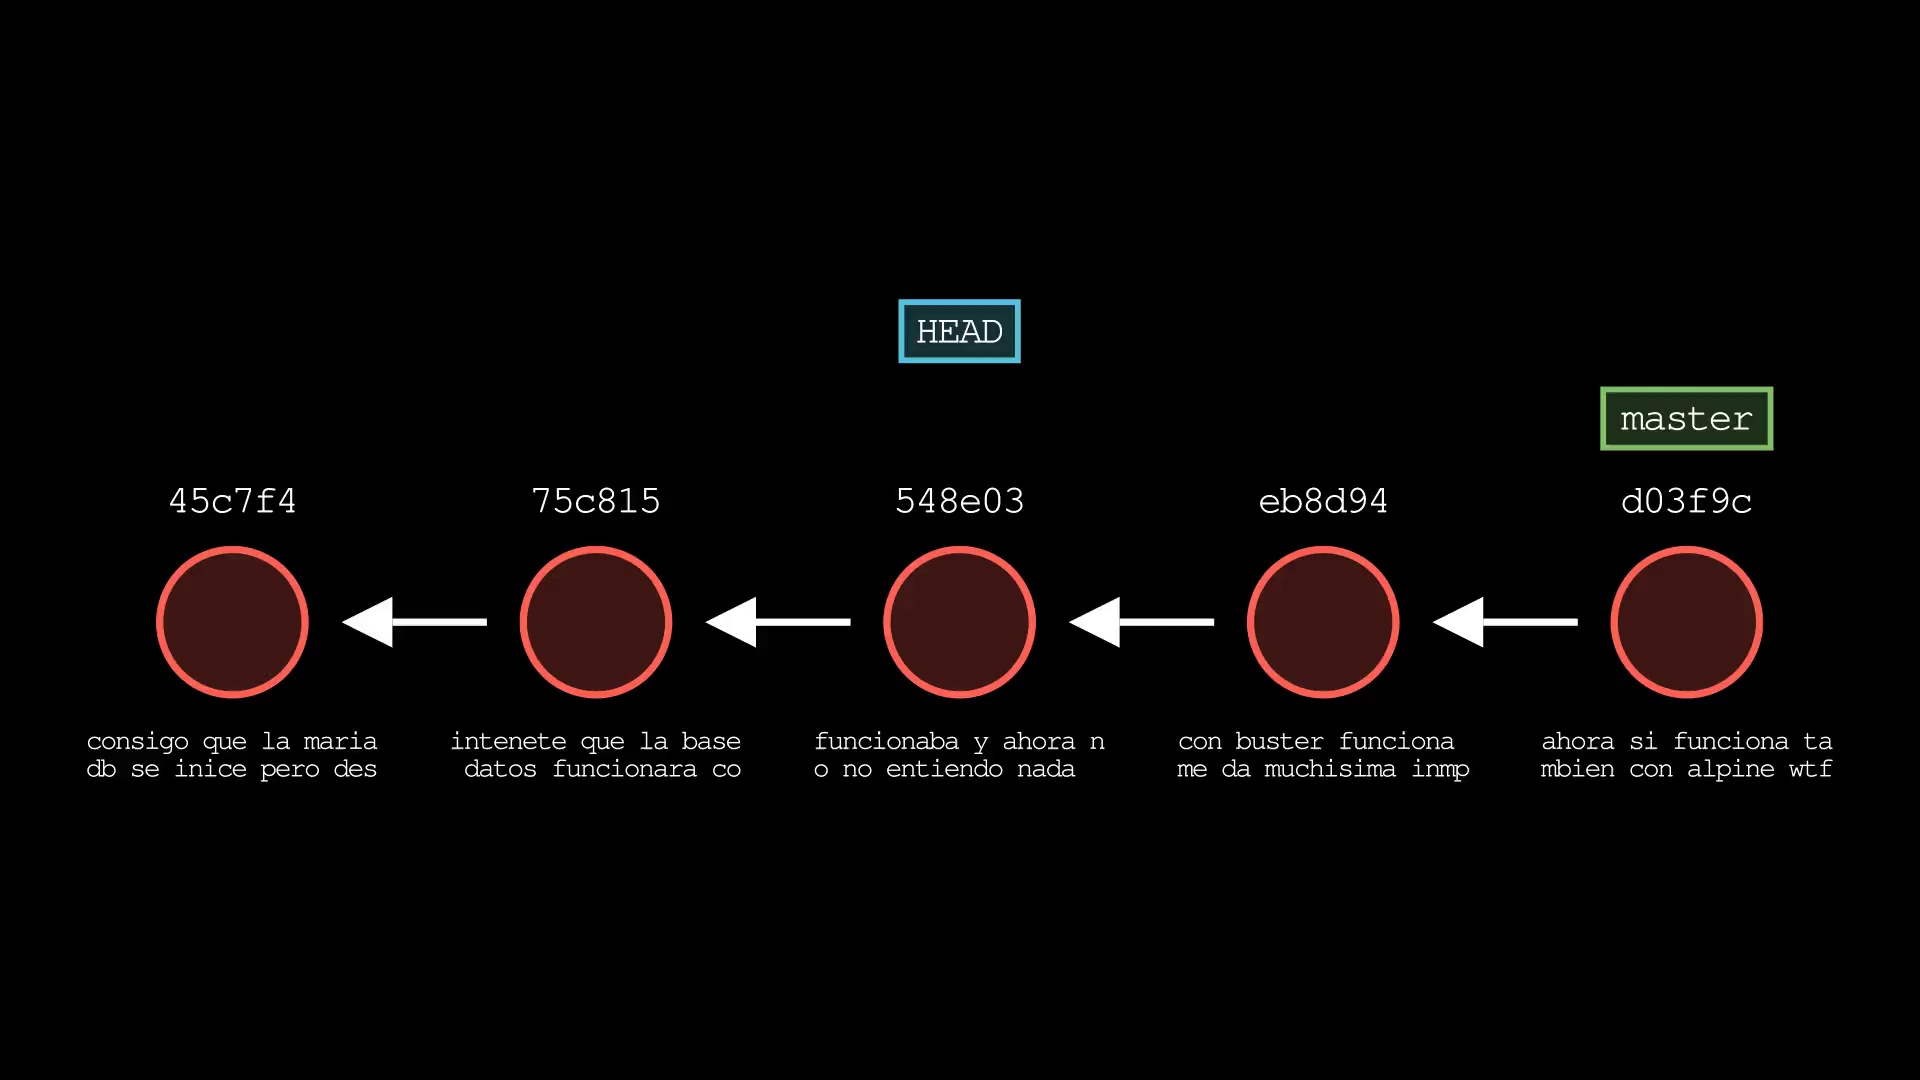 HEAD
master
45c7f4
75c815
548e03
eb8d94
d03f9c
consigo que la maria
db se inice pero des
intenete que la base
datos funcionara co
funcionaba y ahora n
o no entiendo nada
con buster funciona
me da muchisima inmp
ahora si funciona ta
mbien con alpine wtf